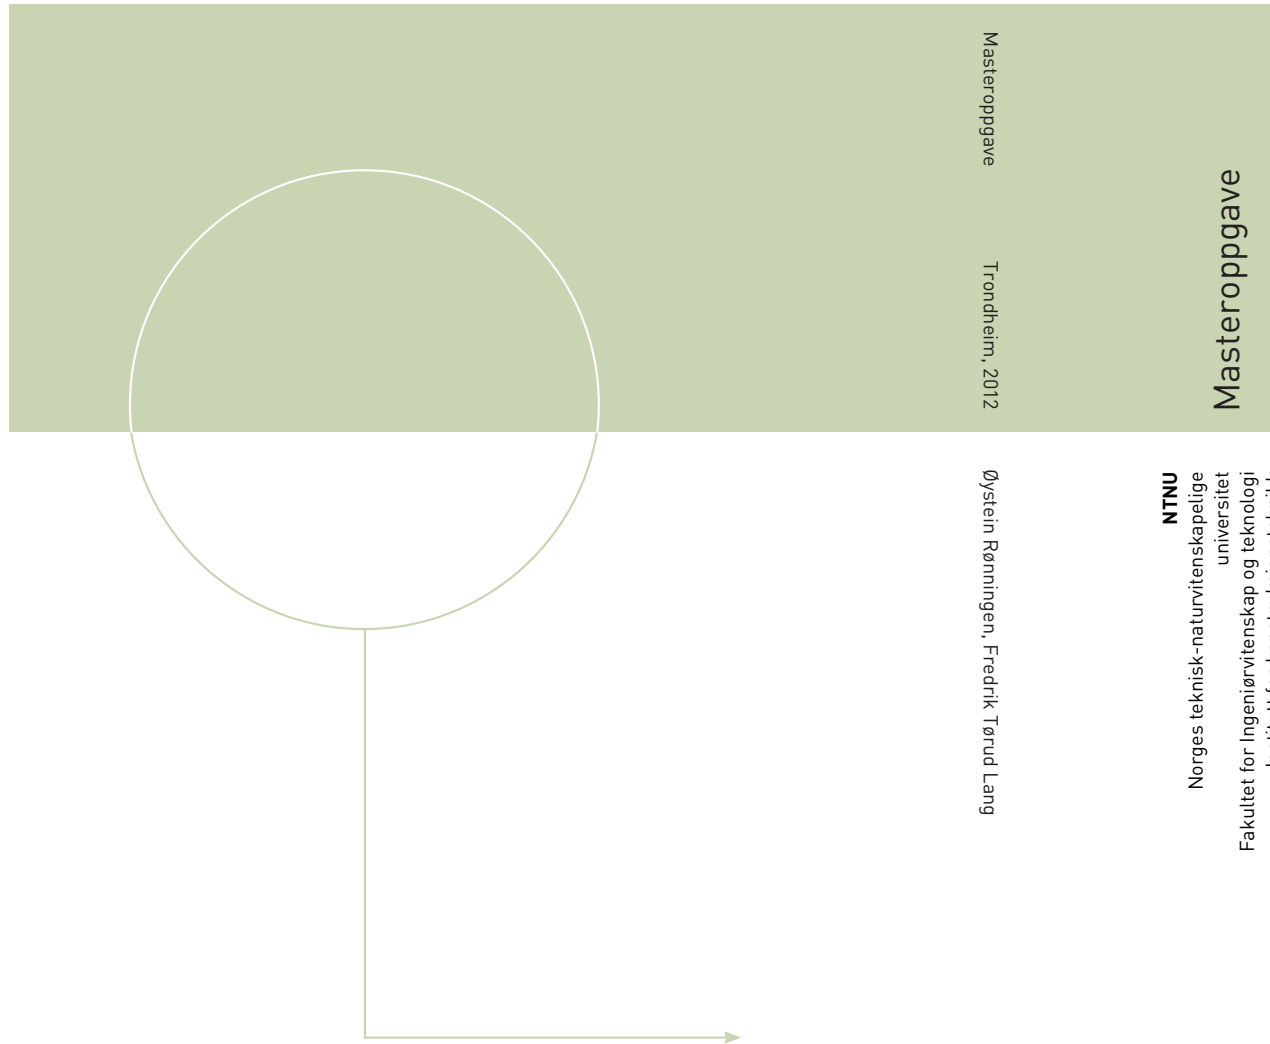 Masteroppgave
Trondheim, 2012
Øystein Rønningen, Fredrik Tørud Lang
Masteroppgave
NTNU
Norges teknisk-naturvitenskapelige
universitet
Fakultet for Ingeniørvitenskap og teknologi